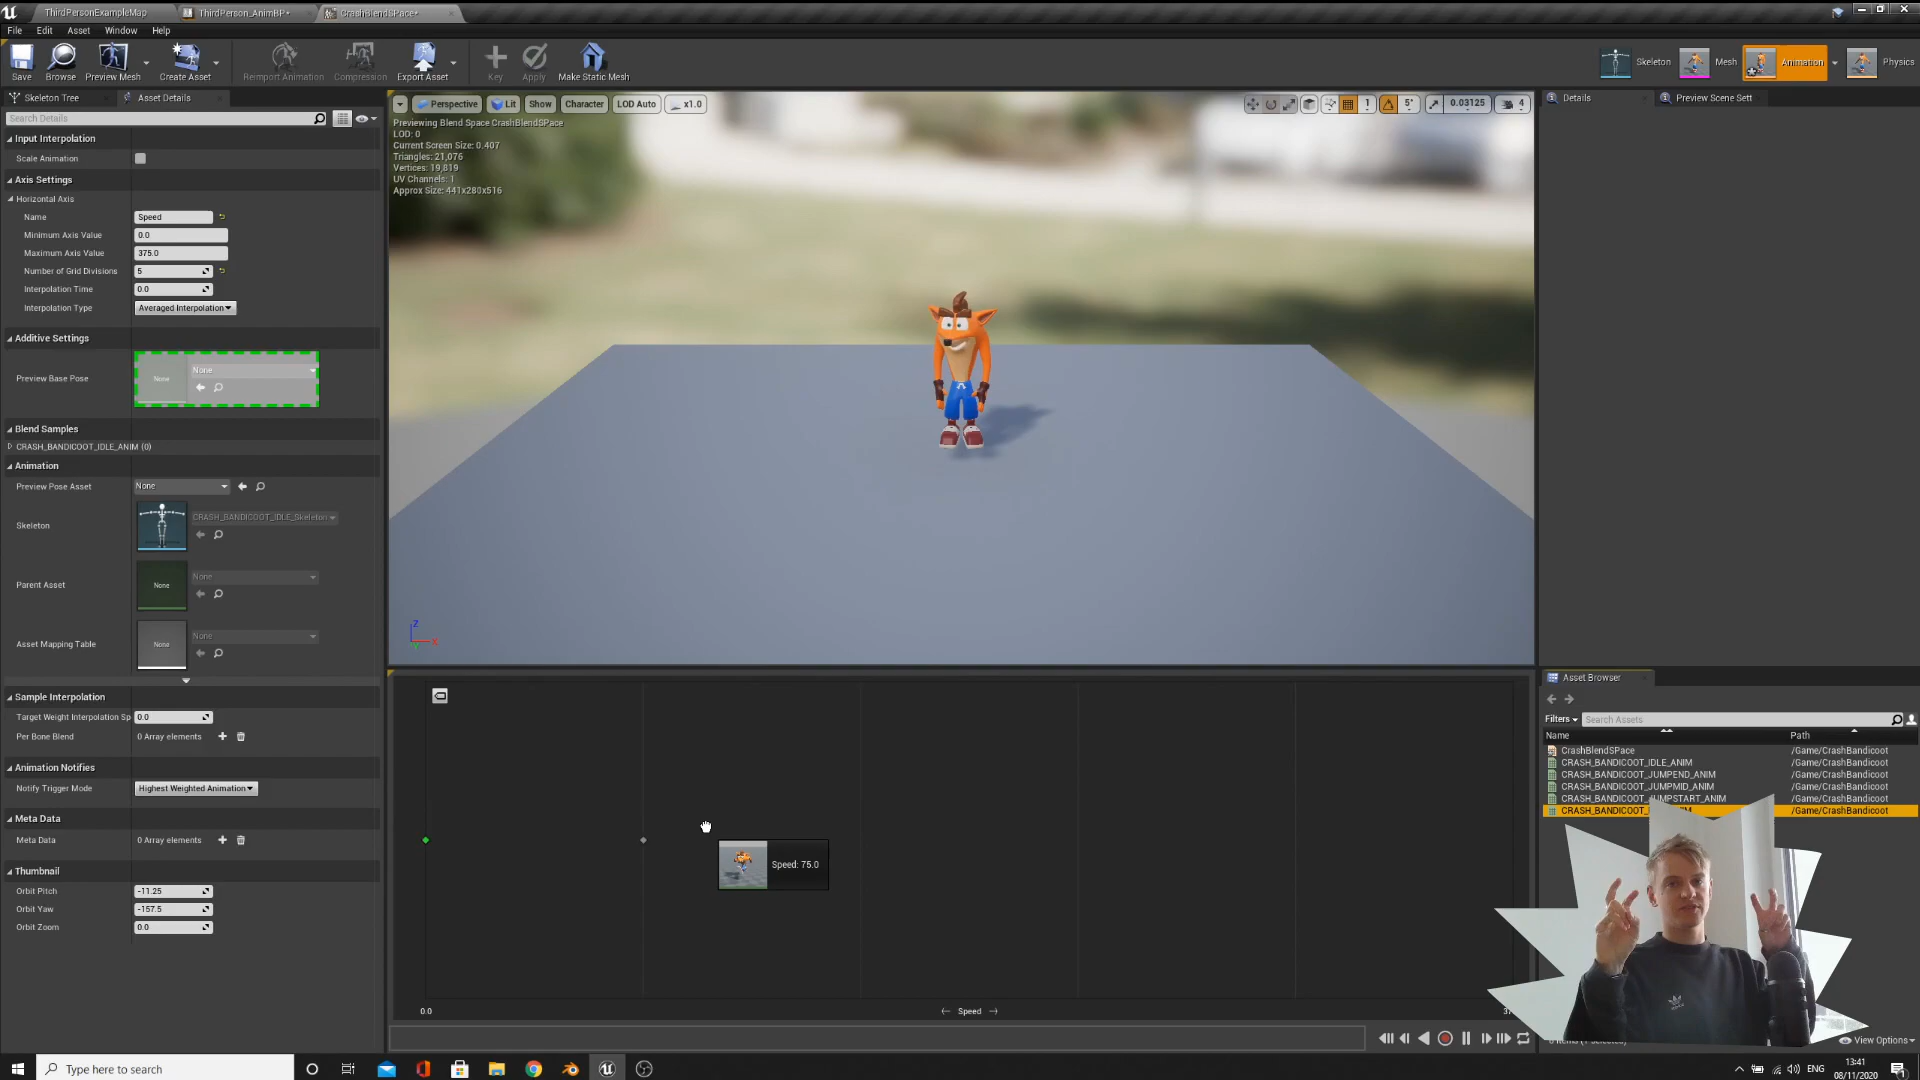 ThirdPersonExampleMap
ThirdPerson_AnimBP*
CrashBlendSPace*
File Edit Asset Window Help
Save
Browse
Preview Mesh
Create Asset
Reimport Animation
Compression
Export Asset
Key
Apply
Make Static Mesh
Skeleton
Mesh
Animation
Physics
Skeleton Tree
Asset Details
Search Details
Input Interpolation
Scale Animation
Axis Settings
Horizontal Axis
Name Speed
Minimum Axis Value 0.0
Maximum Axis Value 375.0
Number of Grid Divisions 5
Interpolation Time 0.0
Interpolation Type Averaged Interpolation
Additive Settings
Preview Base Pose None None
Blend Samples
CRASH_BANDICOOT_IDLE_ANIM (0)
Animation
Preview Pose Asset None
Skeleton CRASH_BANDICOOT_IDLE_Skeleton
Parent Asset None None
Asset Mapping Table None None
Sample Interpolation
Target Weight Interpolation Sp 0.0
Per Bone Blend 0 Array elements
Animation Notifies
Notify Trigger Mode Highest Weighted Animation
Meta Data
Meta Data 0 Array elements
Thumbnail
Orbit Pitch -11.25
Orbit Yaw -157.5
Orbit Zoom 0.0
Perspective Lit Show Character LOD Auto x1.0
1 5° 0.03125 4
Previewing Blend Space CrashBlendSPace
LOD: 0
Current Screen Size: 0.407
Triangles: 21,076
Vertices: 19,819
UV Channels: 1
Approx Size: 441x280x516
Z
X
Speed: 75.0
0.0
Speed
Details
Preview Scene Sett
Asset Browser
Filters
Search Assets
Name Path
CrashBlendSPace /Game/CrashBandicoot
CRASH_BANDICOOT_IDLE_ANIM /Game/CrashBandicoot
CRASH_BANDICOOT_JUMPEND_ANIM /Game/CrashBandicoot
CRASH_BANDICOOT_JUMPMID_ANIM /Game/CrashBandicoot
CRASH_BANDICOOT_JUMPSTART_ANIM /Game/CrashBandicoot
/Game/CrashBandicoot
View Options
Type here to search
ENG
13:41
08/11/2020